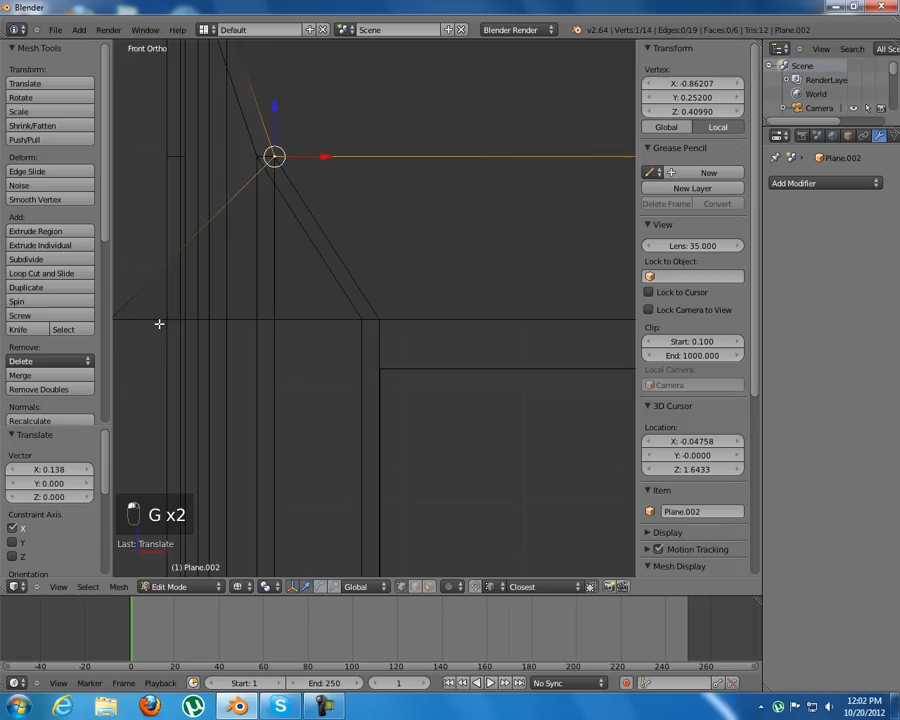 Blender
File Add Render Window Help Default Scene Blender Render v2.64 | Verts:1/14 | Edges:0/19 | Faces:0/6 | Tris:12 | Plane.002
View Search All Sce
Mesh Tools
Transform:
Translate
Rotate
Scale
Shrink/Fatten
Push/Pull
Deform:
Edge Slide
Noise
Smooth Vertex
Add:
Extrude Region
Extrude Individual
Subdivide
Loop Cut and Slide
Duplicate
Spin
Screw
Knife Select
Remove:
Delete
Merge
Remove Doubles
Normals:
Recalculate
Translate
Vector
X: 0.138
Y: 0.000
Z: 0.000
Constraint Axis
X
Y
Z
Orientation
Front Ortho
G x2
Last: Translate
(1) Plane.002
Transform
Vertex:
X: -0.86207
Y: 0.25200
Z: 0.40990
Global Local
Grease Pencil
New
New Layer
Delete Frame Convert
View
Lens: 35.000
Lock to Object:
Lock to Cursor
Lock Camera to View
Clip:
Start: 0.100
End: 1000.000
Local Camera:
Camera
3D Cursor
Location:
X: -0.04758
Y: -0.0000
Z: 1.6433
Item
Plane.002
Display
Motion Tracking
Mesh Display
Scene
RenderLaye
World
Camera
Plane.002
Add Modifier
View Select Mesh Edit Mode Global Closest
-40 -20 0 20 40 60 80 100 120 140 160 180 200 220 240 260
View Marker Frame Playback Start: 1 End: 250 1 No Sync
12:02 PM
10/20/2012